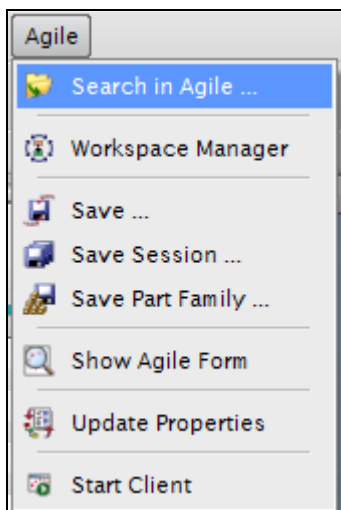 Agile
Search in Agile ...
Workspace Manager
Save ...
Save Session ...
Save Part Family ...
Show Agile Form
Update Properties
Start Client